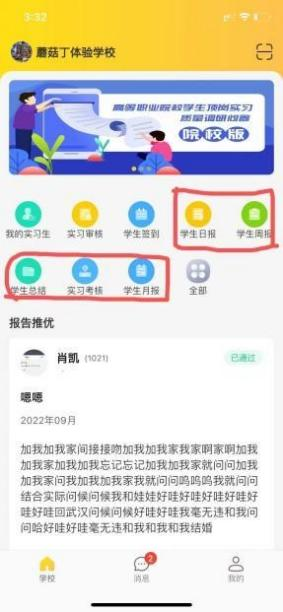 3:32
蘑菇丁体验学校
高等职业院校学生顶岗实习
质量调研问卷
院校版
我的实习生 实习审核 学生签到 学生日报 学生周报
学生总结 实习考核 学生月报 全部
报告推优
肖凯 (1021) 已通过
嗯嗯
2022年09月
加我加我家间接接吻加我加我家我家啊家啊加我
加我家加我加我忘记忘记加我加我家就问问加我
加我家问我加我加我家我就问问呜呜呜我就问问
结合实际问候问候我和娃娃好哇好哇好哇好哇好
哇好哇回武汉问候问候好哇好哇我毫无违和我问
问哈好哇好哇毫无违和我和我和我结婚
学校 消息 我的
2